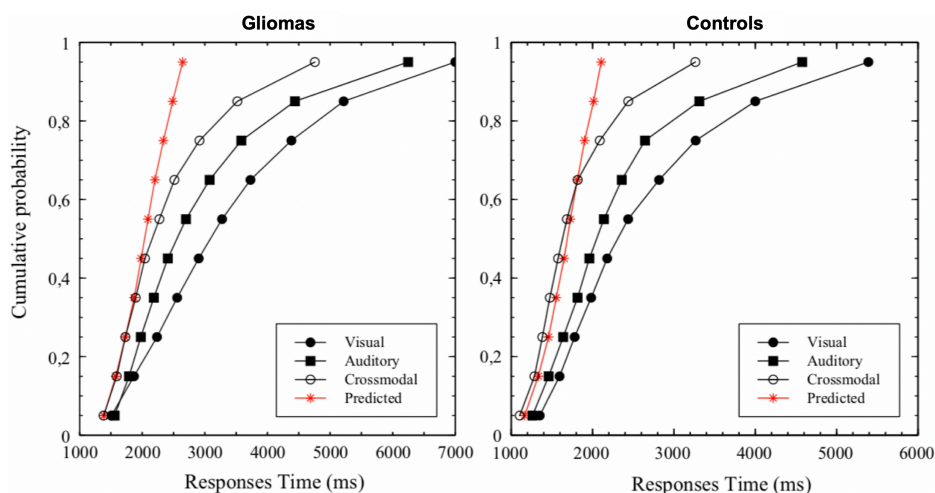 Gliomas
Controls
Cumulative probability
1
0,8
0,6
0,4
0,2
0
Visual
Auditory
Crossmodal
Predicted
1000 2000 3000 4000 5000 6000 7000
Responses Time (ms)
Visual
Auditory
Crossmodal
Predicted
1
0,8
0,6
0,4
0,2
0
1000 2000 3000 4000 5000 6000
Responses Time (ms)